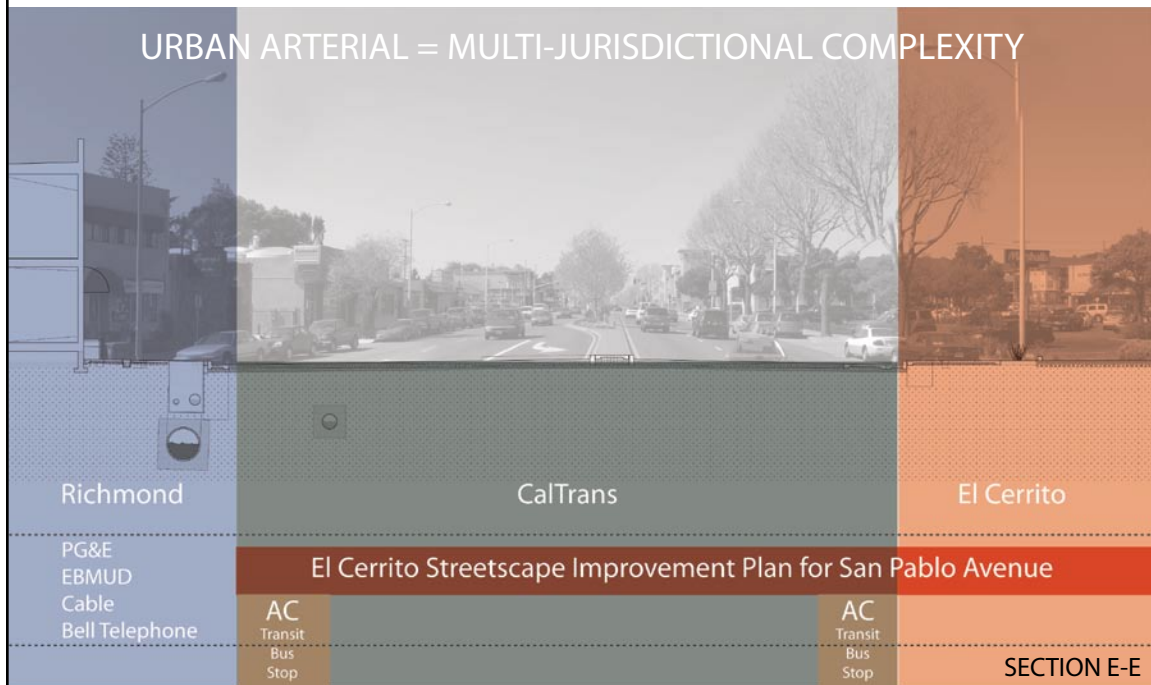 URBAN ARTERIAL = MULTI-JURISDICTIONAL COMPLEXITY
Richmond
CalTrans
El Cerrito
PG&E
EBMUD
Cable
Bell Telephone
El Cerrito Streetscape Improvement Plan for San Pablo Avenue
AC
Transit
Bus
Stop
AC
Transit
Bus
Stop
SECTION E-E